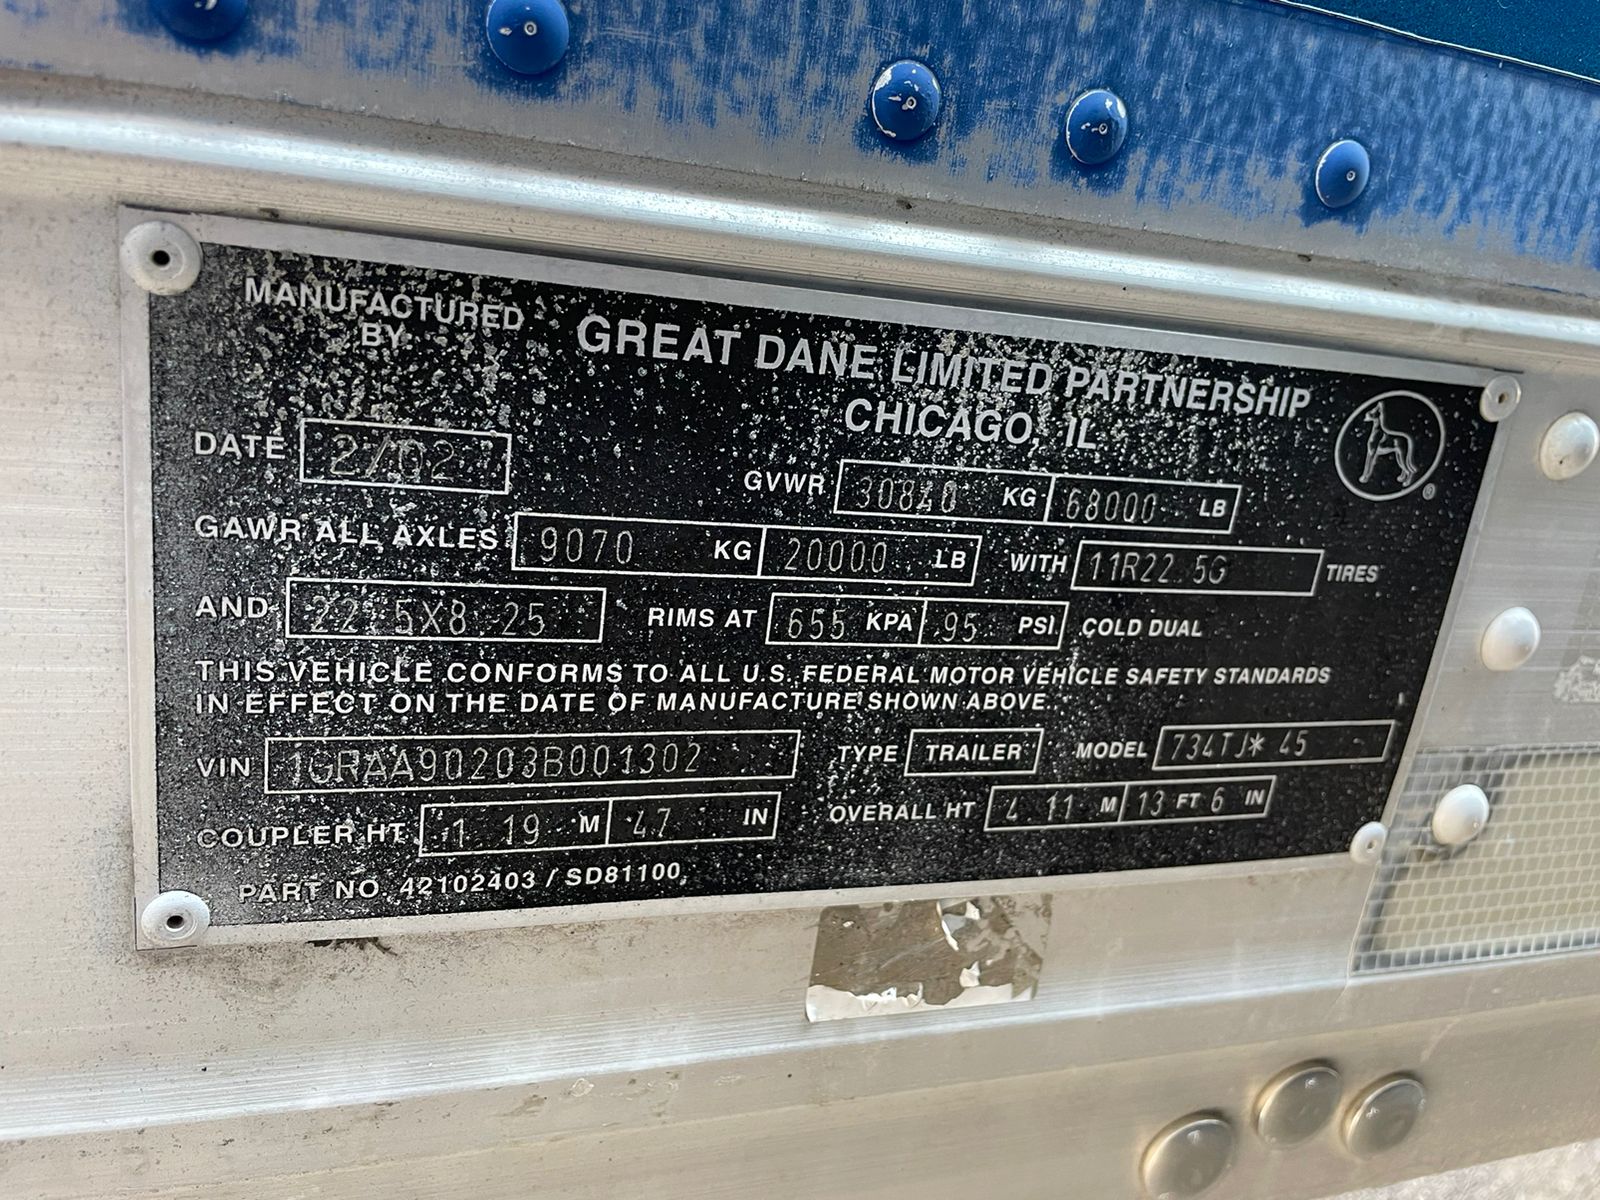 MANUFACTURED BY GREAT DANE LIMITED PARTNERSHIP
CHICAGO, IL
DATE 2/02
GVWR 30840 KG 68000 LB
GAWR ALL AXLES 9070 KG 20000 LB WITH 11R22.5G TIRES
AND 22.5X8.25 RIMS AT 655 KPA 95 PSI COLD DUAL
THIS VEHICLE CONFORMS TO ALL U.S. FEDERAL MOTOR VEHICLE SAFETY STANDARDS
IN EFFECT ON THE DATE OF MANUFACTURE SHOWN ABOVE.
VIN 1GRAA90203B001302 TYPE TRAILER MODEL 734TJ* 45
COUPLER HT 1.19 M 47 IN OVERALL HT 4.11 M 13 FT 6 IN
PART NO. 42102403 / SD81100